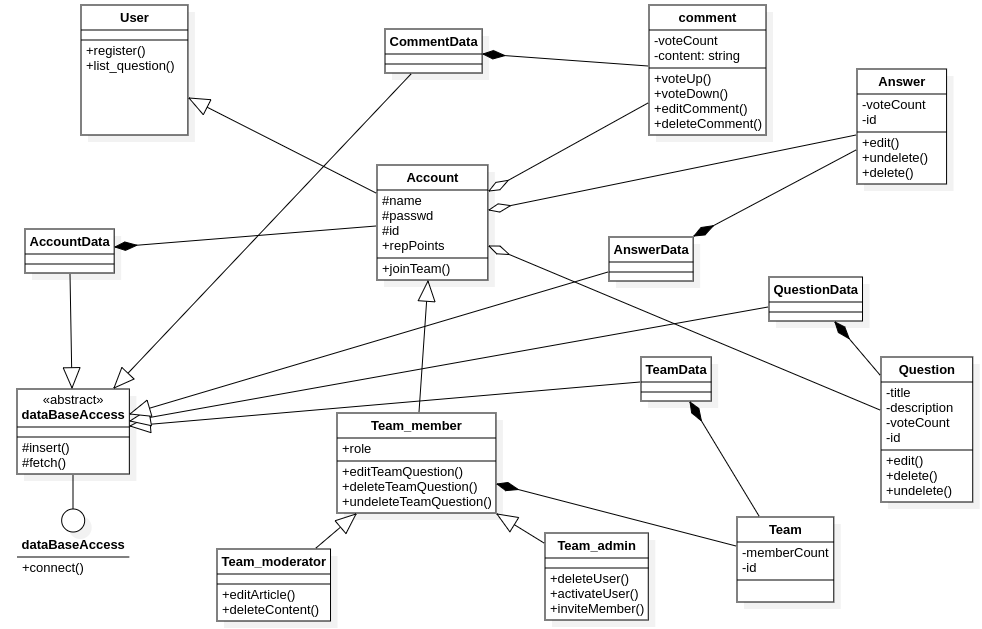 User
+register()
+list_question()
CommentData
comment
-voteCount
-content: string
+voteUp()
+voteDown()
+editComment()
+deleteComment()
Answer
-voteCount
-id
+edit()
+undelete()
+delete()
Account
#name
#passwd
#id
+repPoints
+joinTeam()
AccountData
AnswerData
QuestionData
TeamData
Question
-title
-description
-voteCount
-id
+edit()
+delete()
+undelete()
«abstract»
dataBaseAccess
#insert()
#fetch()
dataBaseAccess
+connect()
Team_member
+role
+editTeamQuestion()
+deleteTeamQuestion()
+undeleteTeamQuestion()
Team_moderator
+editArticle()
+deleteContent()
Team_admin
+deleteUser()
+activateUser()
+inviteMember()
Team
-memberCount
-id